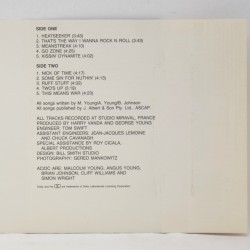 SIDE ONE
1. HEATSEEKER (3:43)
2. THATS THE WAY I WANNA ROCK N ROLL (3:43)
3. MEANSTREAK (4:10)
4. GO ZONE (4:25)
5. KISSIN' DYNAMITE (4:02)
SIDE TWO
1. NICK OF TIME (4:17)
2. SOME SIN FOR NUTHIN' (4:13)
3. RUFF STUFF (4:32)
4. TWO'S UP (5:19)
5. THIS MEANS WAR (4:23)
All songs written by M. Young/A. Young/B. Johnson
All songs published by J. Albert & Son Pty. Ltd., ASCAP
ALL TRACKS RECORDED AT STUDIO MIRAVAL, FRANCE
PRODUCED BY HARRY VANDA AND GEORGE YOUNG
ENGINEER: TOM SWIFT
ASSISTANT ENGINEERS: JEAN-JACQUES LEMOINE
AND CHUCK CAVANAGH
SPECIAL ASSISTANCE BY ROY CICALA,
ALBERT PRODUCTIONS
DESIGN: BILL SMITH STUDIO
PHOTOGRAPHY: GERED MANKOWITZ
AC/DC ARE: MALCOLM YOUNG, ANGUS YOUNG,
BRIAN JOHNSON, CLIFF WILLIAMS AND
SIMON WRIGHT